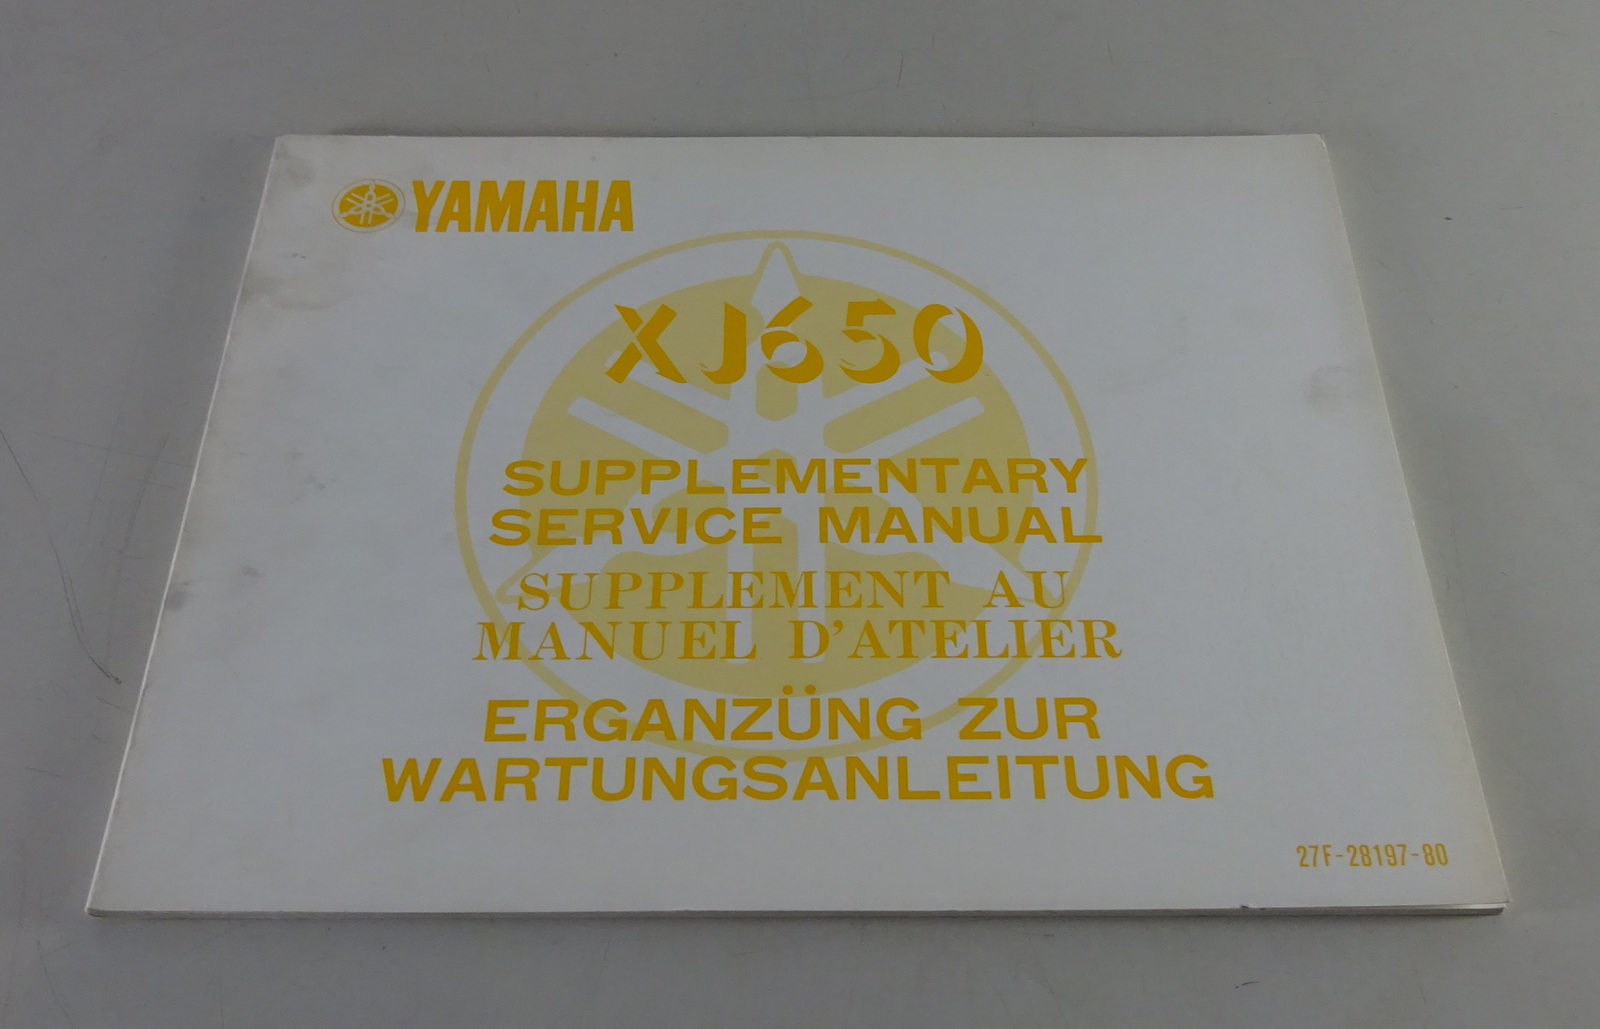 YAMAHA
XJ650
SUPPLEMENTARY
SERVICE MANUAL
SUPPLEMENT AU
MANUEL D'ATELIER
ERGANZÜNG ZUR
WARTUNGSANLEITUNG
27F-28197-80